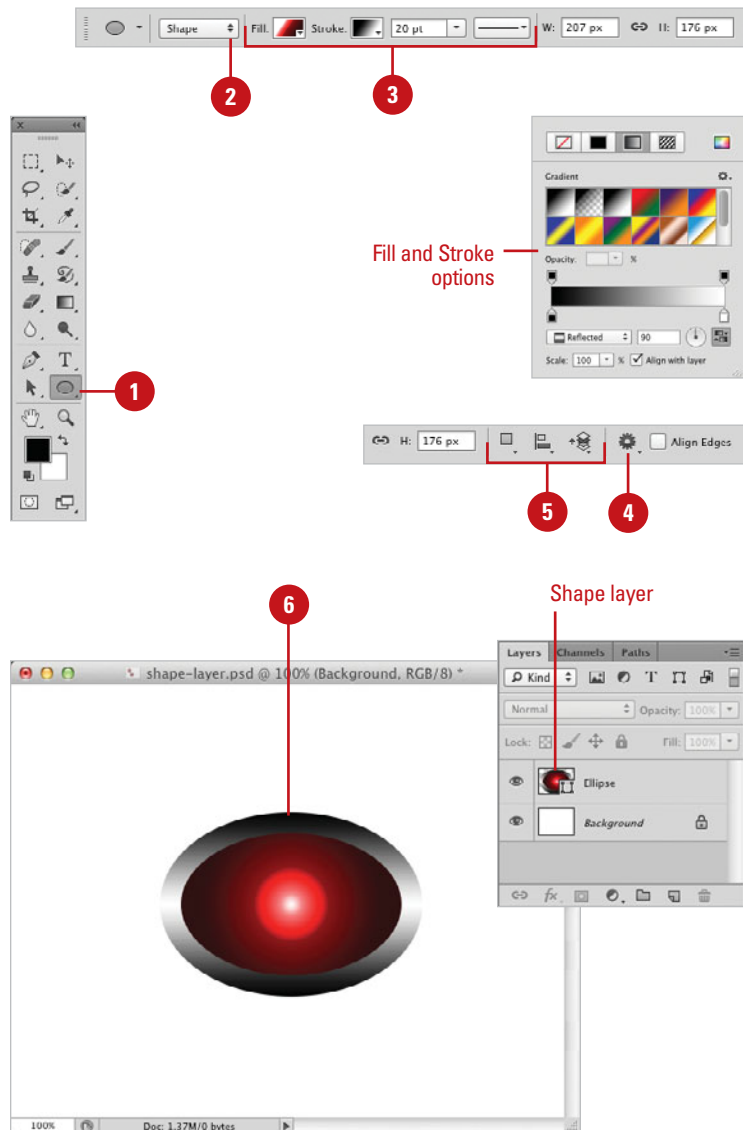 Shape Fill: Stroke: 20 pt W: 207 px H: 176 px
2
3
x
Gradient
Fill and Stroke
options
Opacity: %
Reflected 90
Scale: 100 % Align with layer
T
1
H: 176 px Align Edges
5
4
6
Shape layer
Layers Channels Paths
Kind T
shape-layer.psd @ 100% (Background, RGB/8) *
Normal Opacity: 100%
Lock: Fill: 100%
Ellipse
Background
fx
100% Doc: 1.37M/0 bytes